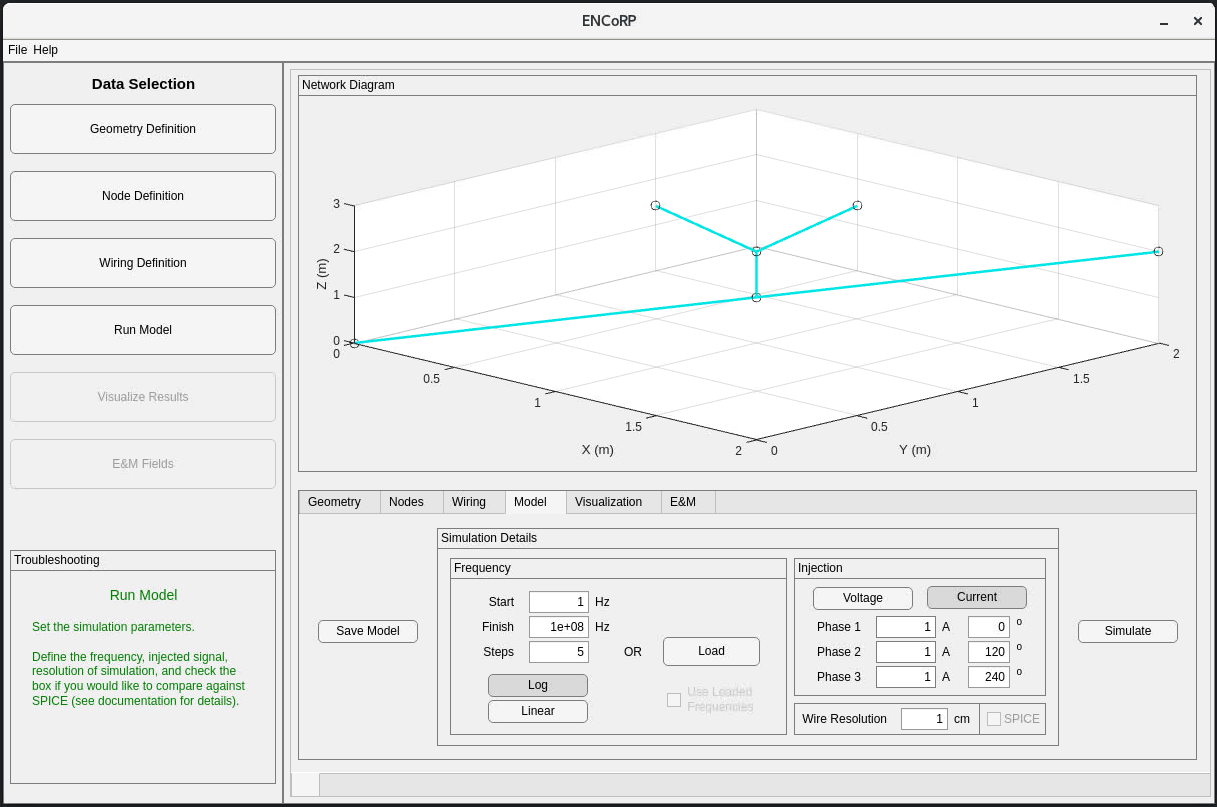 ENCoRP
File Help
Data Selection
Geometry Definition
Node Definition
Wiring Definition
Run Model
Visualize Results
E&M Fields
Troubleshooting
Run Model
Set the simulation parameters.
Define the frequency, injected signal,
resolution of simulation, and check the
box if you would like to compare against
SPICE (see documentation for details).
Network Diagram
3
2
1
0
Z (m)
0
0.5
1
1.5
2
X (m)
0
0.5
1
1.5
2
Y (m)
Geometry Nodes Wiring Model Visualization E&M
Save Model
Simulation Details
Frequency
Start 1 Hz
Finish 1e+08 Hz
Steps 5
OR
Load
Log
Linear
Use Loaded
Frequencies
Injection
Voltage Current
Phase 1 1 A 0 o
Phase 2 1 A 120 o
Phase 3 1 A 240 o
Wire Resolution 1 cm
SPICE
Simulate